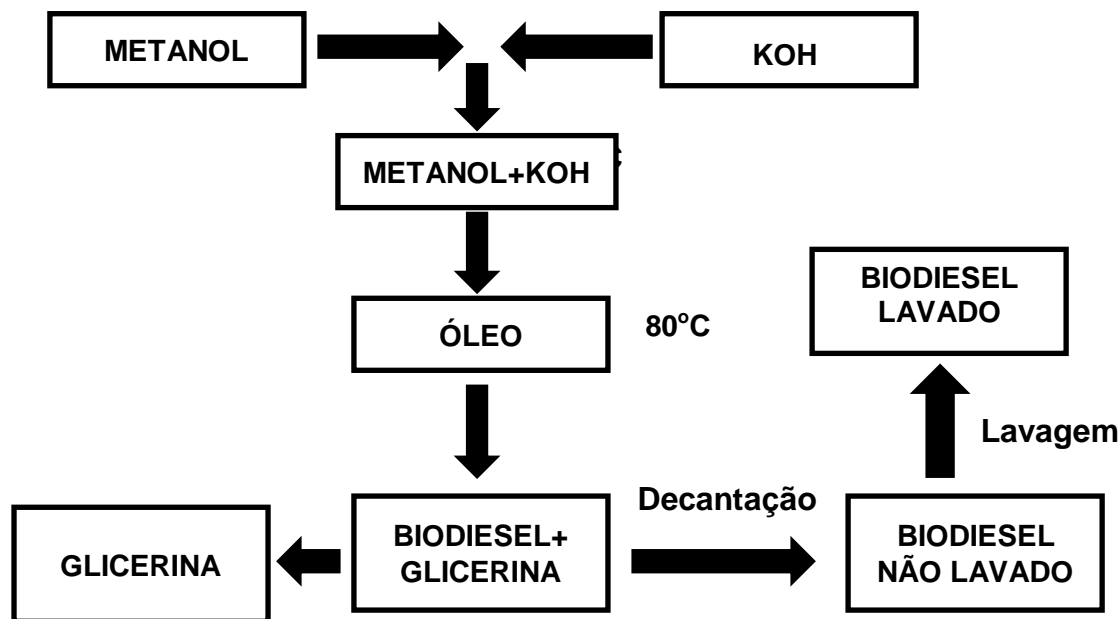 METANOL
KOH
METANOL+KOH
ÓLEO
80°C
BIODIESEL
LAVADO
Lavagem
Decantação
GLICERINA
BIODIESEL+
GLICERINA
BIODIESEL
NÃO LAVADO